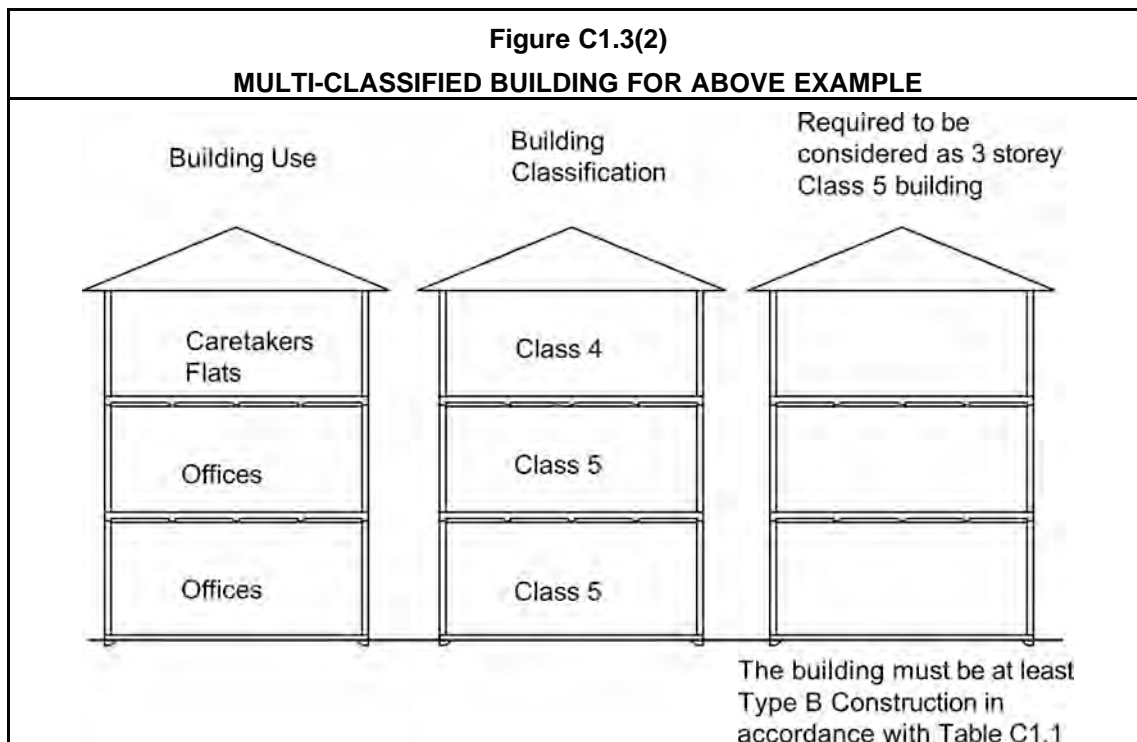 Figure C1.3(2)
MULTI-CLASSIFIED BUILDING FOR ABOVE EXAMPLE
Building Use
Building
Classification
Required to be
considered as 3 storey
Class 5 building
Caretakers
Flats
Class 4
Offices
Class 5
Offices
Class 5
The building must be at least
Type B Construction in
accordance with Table C1.1